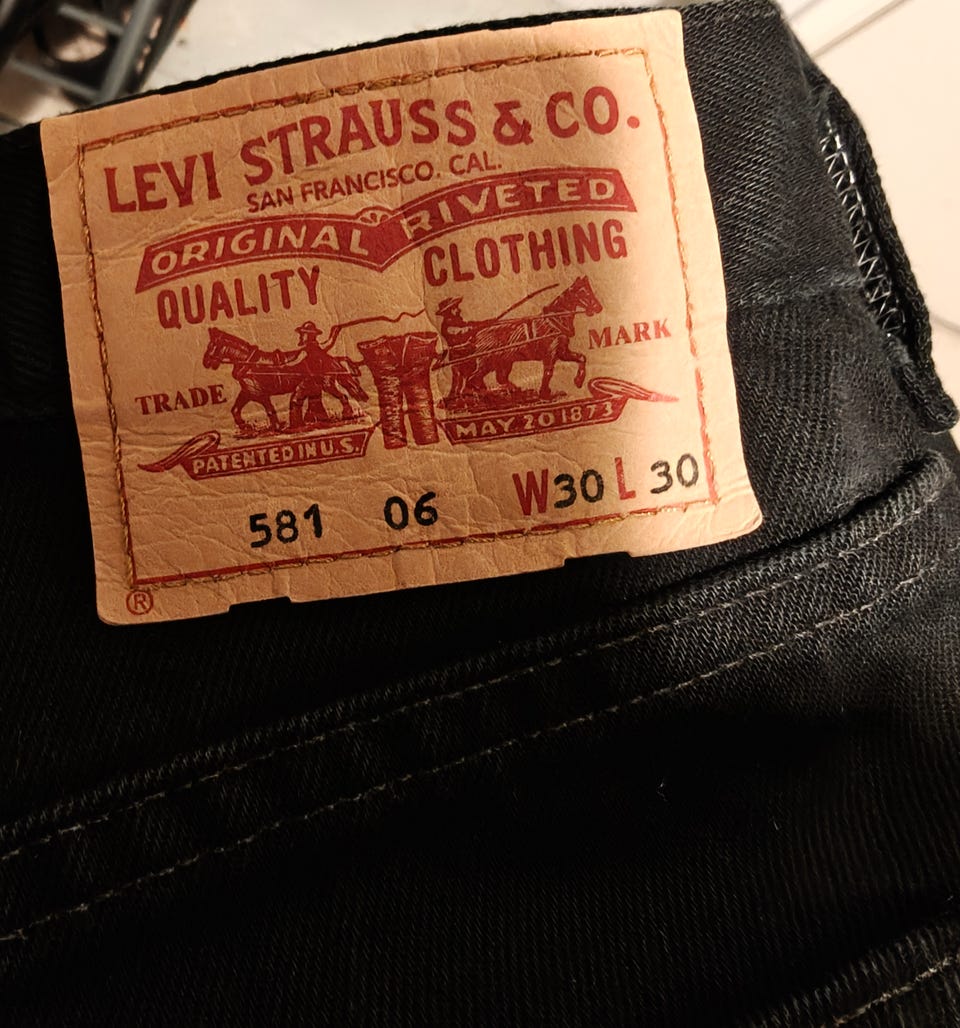 LEVI STRAUSS & CO.
SAN FRANCISCO. CAL.
ORIGINAL RIVETED
QUALITY CLOTHING
TRADE MARK
PATENTED IN U.S. MAY 20 1873
581 06 W30 L 30
®